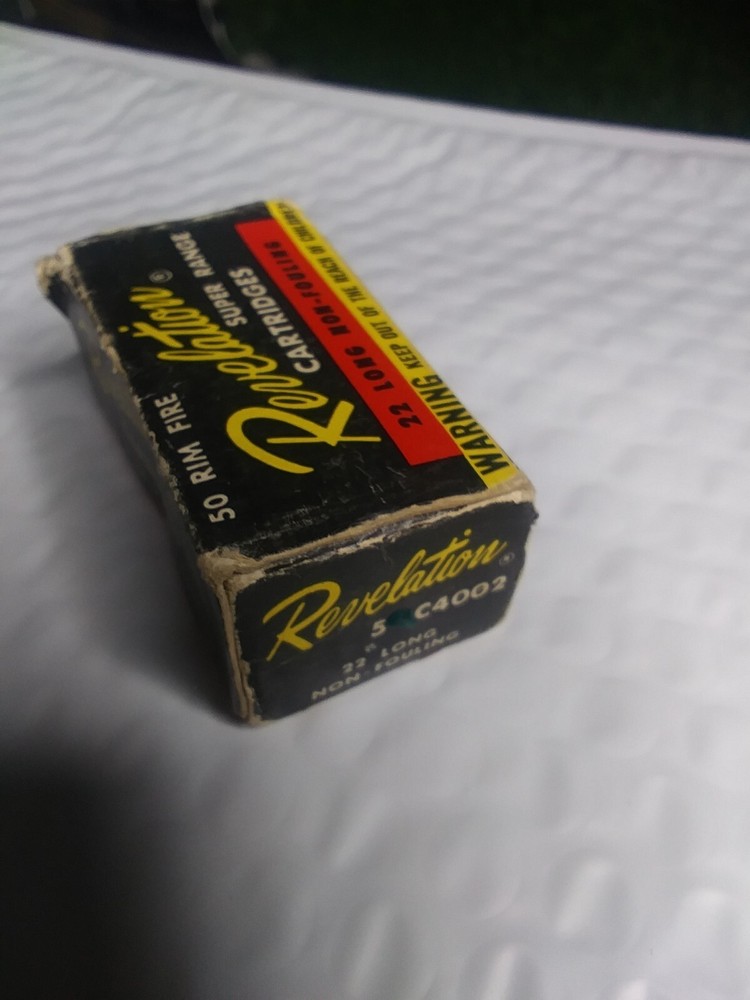 50 RIM FIRE
Revelation®
SUPER RANGE
CARTRIDGES
22 LONG NON-FOULING
WARNING KEEP OUT OF THE REACH OF CHILDREN
Revelation®
5 C4002
22 LONG
NON-FOULING